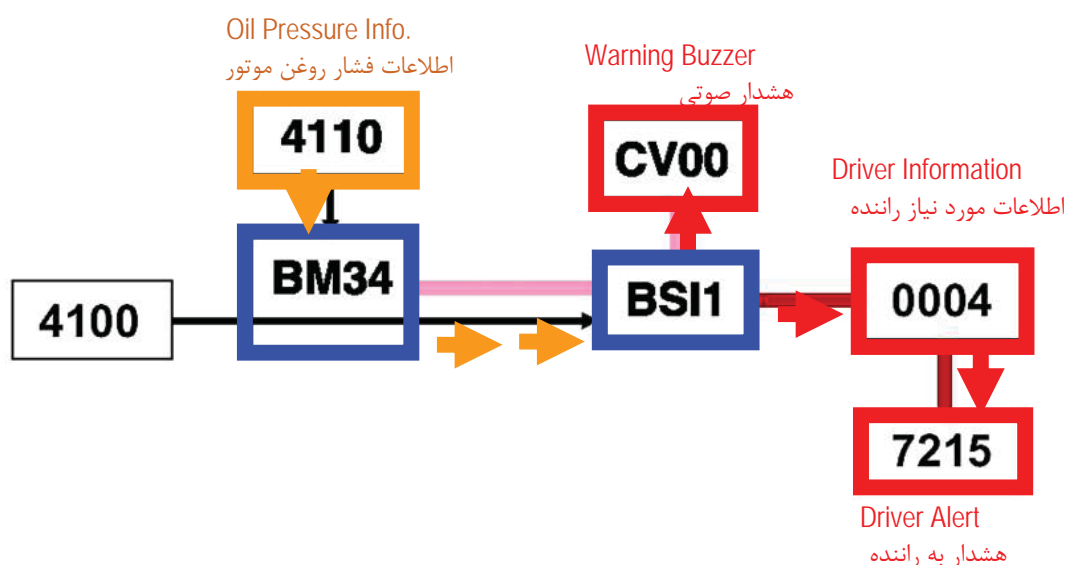 Oil Pressure Info.
اطلاعات فشار روغن موتور
Warning Buzzer
هشدار صوتی
4110
CV00
Driver Information
اطلاعات مورد نیاز راننده
BM34
BSI1
0004
4100
7215
Driver Alert
هشدار به راننده